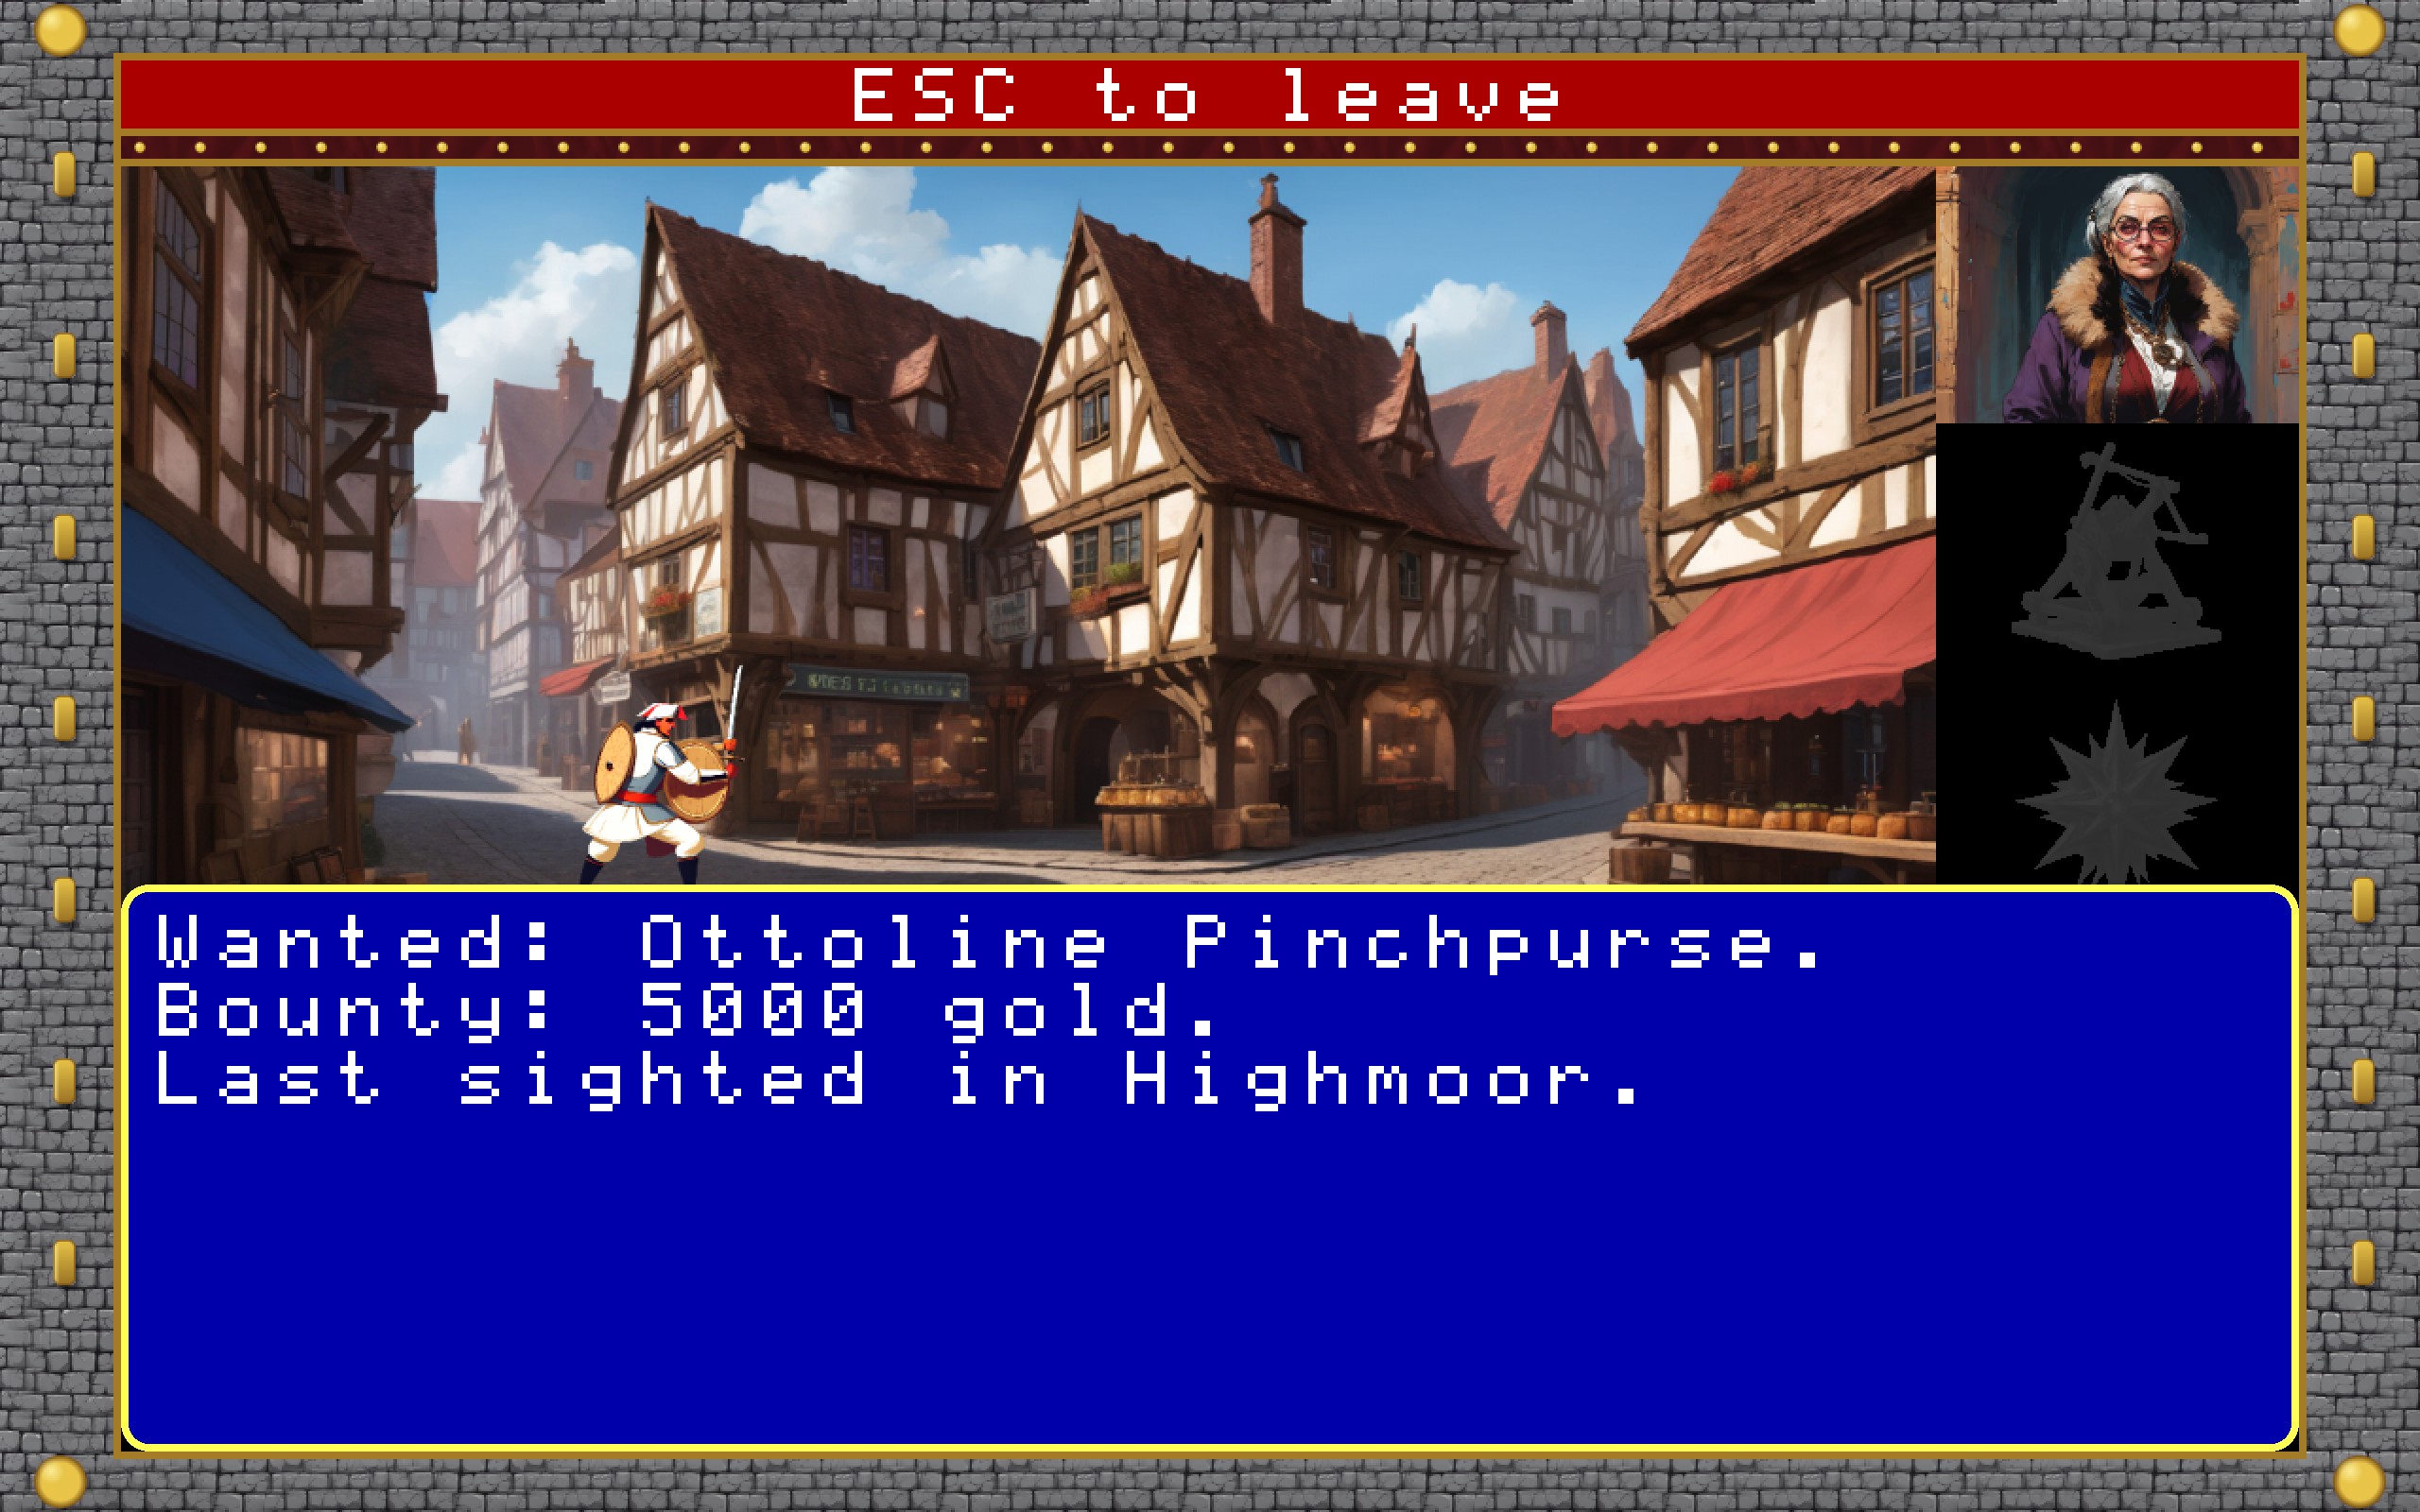 ESC to leave
Wanted: Ottoline Pinchpurse.
Bounty: 5000 gold.
Last sighted in Highmoor.